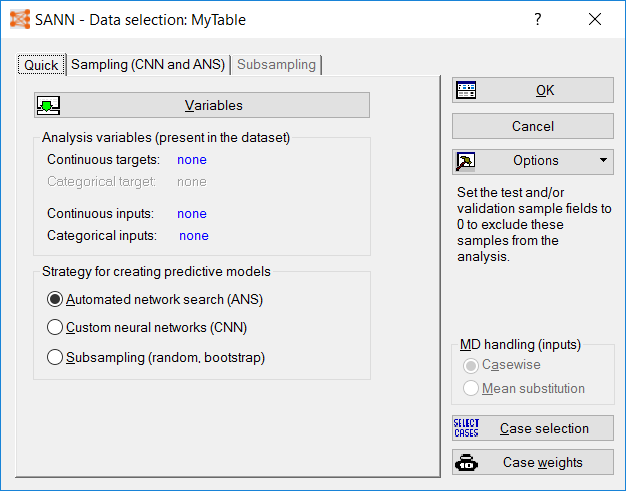 SANN - Data selection: MyTable
?
Quick
Sampling (CNN and ANS)
Subsampling
Variables
Analysis variables (present in the dataset)
Continuous targets: none
Categorical target: none
Continuous inputs: none
Categorical inputs: none
Strategy for creating predictive models
Automated network search (ANS)
Custom neural networks (CNN)
Subsampling (random, bootstrap)
OK
Cancel
Options
Set the test and/or
validation sample fields to
0 to exclude these
samples from the
analysis.
MD handling (inputs)
Casewise
Mean substitution
SELECT
CASES
Case selection
Case weights